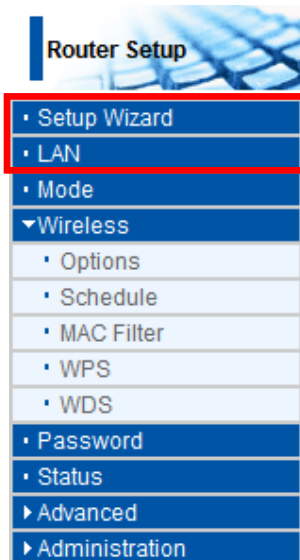 Router Setup
Setup Wizard
LAN
Mode
Wireless
Options
Schedule
MAC Filter
WPS
WDS
Password
Status
Advanced
Administration